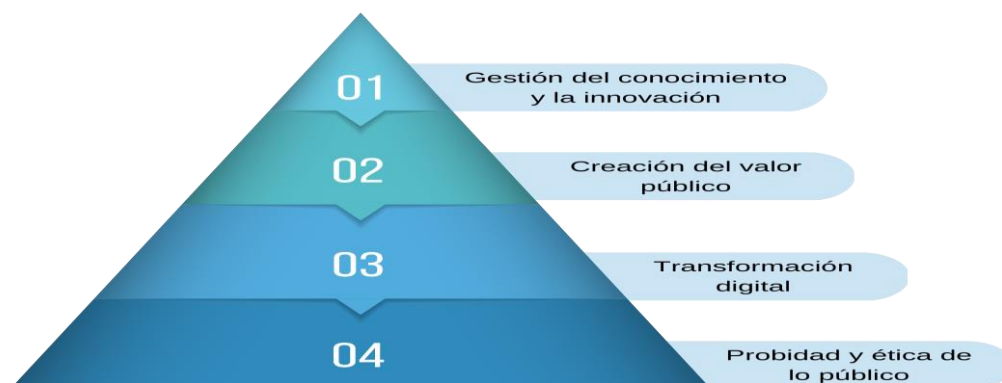 01
Gestión del conocimiento
y la innovación
02
Creación del valor
público
03
Transformación
digital
04
Probidad y ética de
lo público